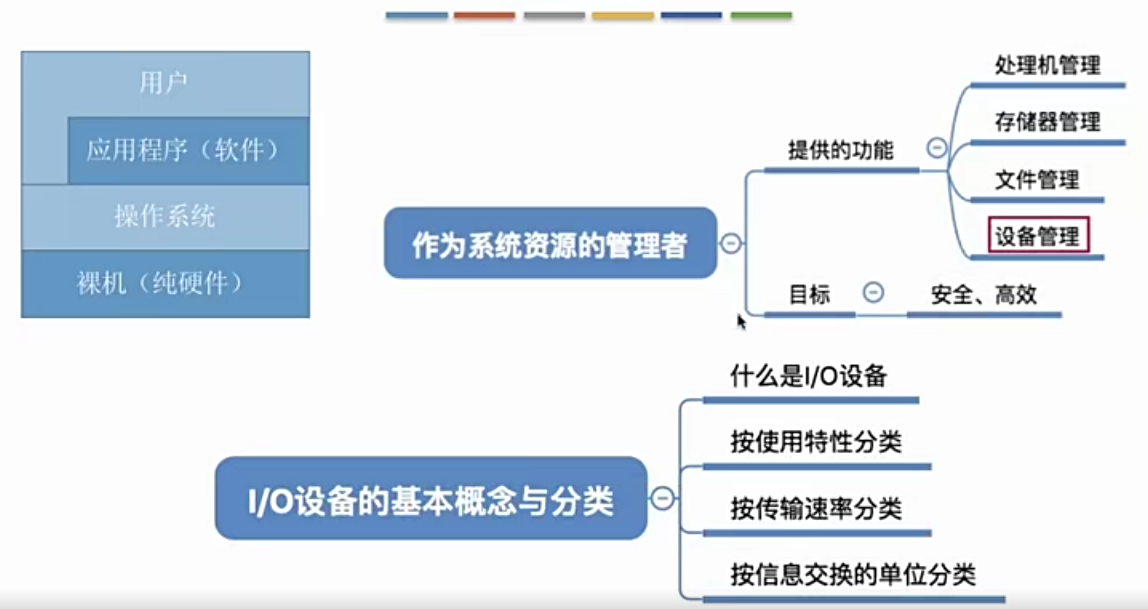 用户
应用程序（软件）
操作系统
裸机（纯硬件）
作为系统资源的管理者
提供的功能
处理机管理
存储器管理
文件管理
设备管理
目标
安全、高效
I/O设备的基本概念与分类
什么是I/O设备
按使用特性分类
按传输速率分类
按信息交换的单位分类